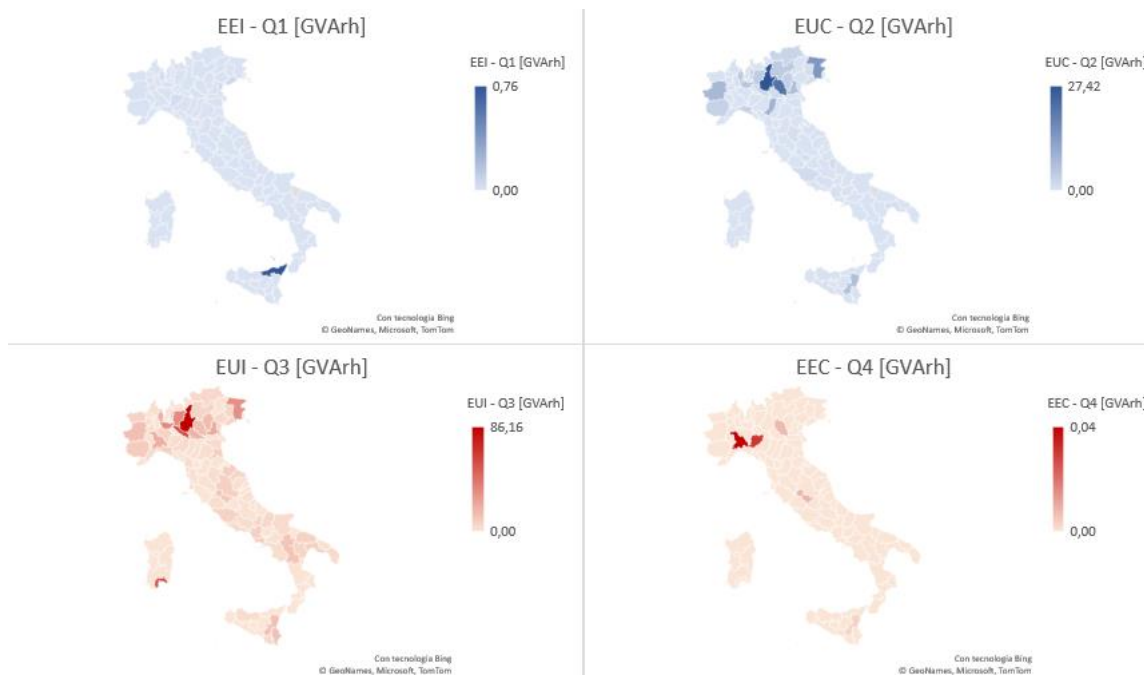 EEI - Q1 [GVArh]
EEI - Q1 [GVArh]
0,76
0,00
Con tecnologia Bing
© GeoNames, Microsoft, TomTom
EUC - Q2 [GVArh]
EUC - Q2 [GVArh]
27,42
0,00
Con tecnologia Bing
© GeoNames, Microsoft, TomTom
EUI - Q3 [GVArh]
EUI - Q3 [GVArh]
86,16
0,00
Con tecnologia Bing
© GeoNames, Microsoft, TomTom
EEC - Q4 [GVArh]
EEC - Q4 [GVArh]
0,04
0,00
Con tecnologia Bing
© GeoNames, Microsoft, TomTom